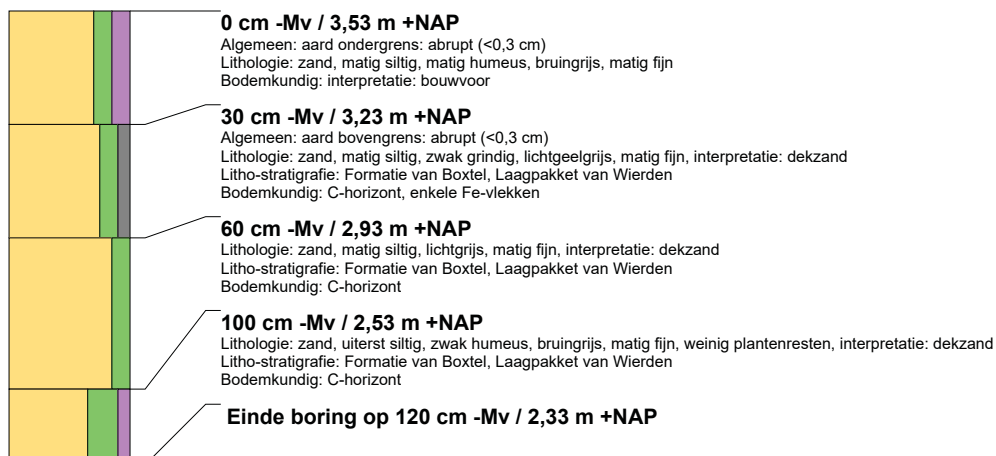 0 cm -Mv / 3,53 m +NAP
Algemeen: aard ondergrens: abrupt (<0,3 cm)
Lithologie: zand, matig siltig, matig humeus, bruingrijs, matig fijn
Bodemkundig: interpretatie: bouwvoor
30 cm -Mv / 3,23 m +NAP
Algemeen: aard bovengrens: abrupt (<0,3 cm)
Lithologie: zand, matig siltig, zwak grindig, lichtgeelgrijs, matig fijn, interpretatie: dekzand
Litho-stratigrafie: Formatie van Boxtel, Laagpakket van Wierden
Bodemkundig: C-horizont, enkele Fe-vlekken
60 cm -Mv / 2,93 m +NAP
Lithologie: zand, matig siltig, lichtgrijs, matig fijn, interpretatie: dekzand
Litho-stratigrafie: Formatie van Boxtel, Laagpakket van Wierden
Bodemkundig: C-horizont
100 cm -Mv / 2,53 m +NAP
Lithologie: zand, uiterst siltig, zwak humeus, bruingrijs, matig fijn, weinig plantenresten, interpretatie: dekzand
Litho-stratigrafie: Formatie van Boxtel, Laagpakket van Wierden
Bodemkundig: C-horizont
Einde boring op 120 cm -Mv / 2,33 m +NAP